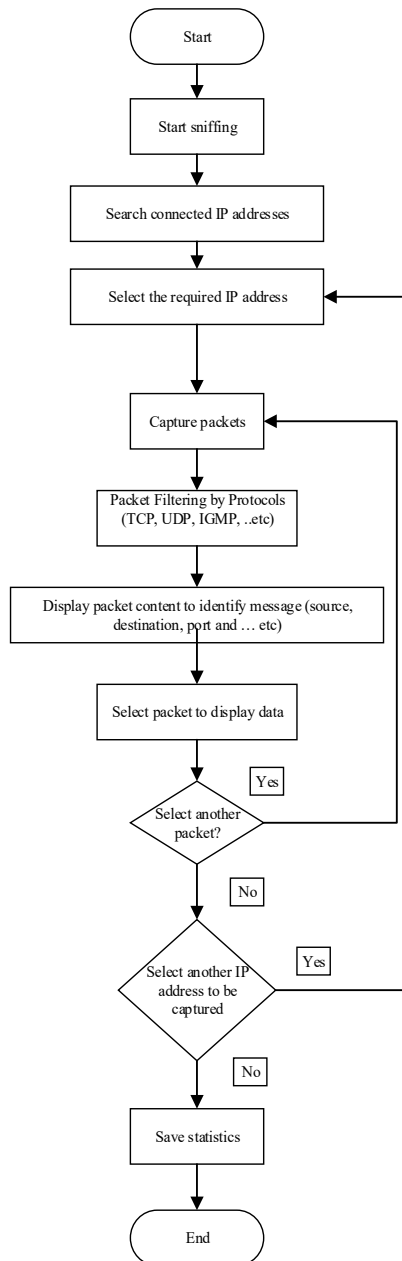 Start
Start sniffing
Search connected IP addresses
Select the required IP address
Capture packets
Packet Filtering by Protocols
(TCP, UDP, IGMP, ..etc)
Display packet content to identify message (source,
destination, port and … etc)
Select packet to display data
Yes
Select another
packet?
No
Yes
Select another IP
address to be
captured
No
Save statistics
End